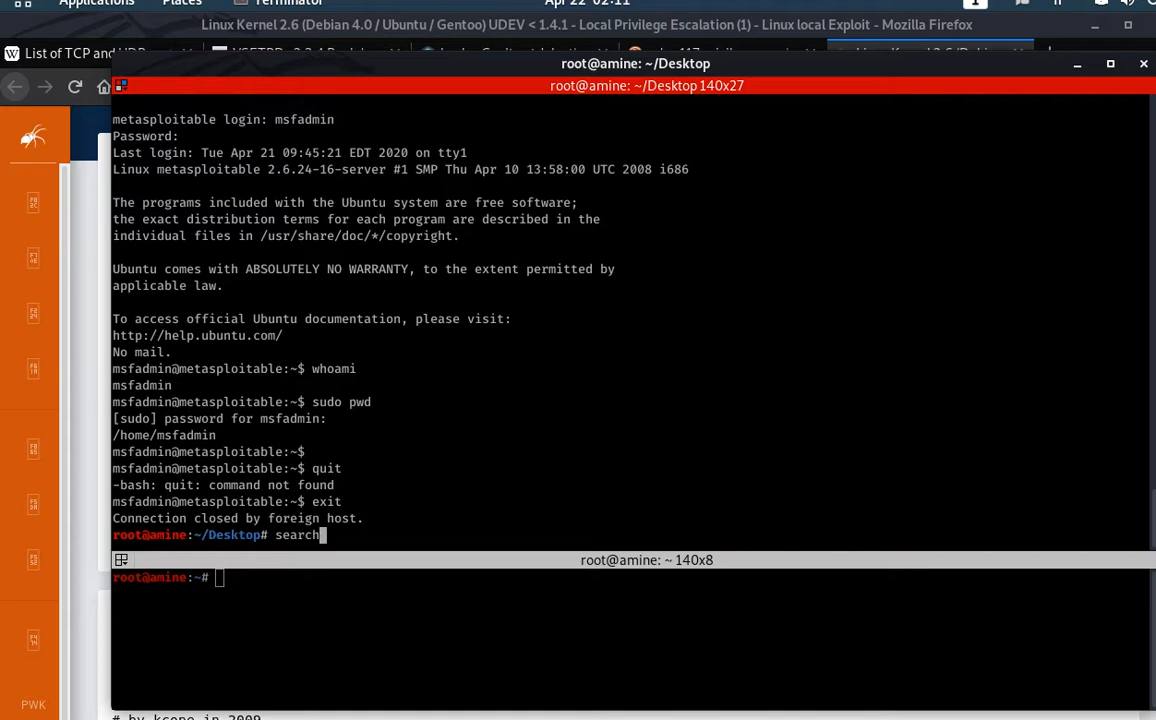 Applications Places Terminator Apr 22 02:11 1
Linux Kernel 2.6 (Debian 4.0 / Ubuntu / Gentoo) UDEV < 1.4.1 - Local Privilege Escalation (1) - Linux local Exploit - Mozilla Firefox
W List of TCP and
root@amine: ~/Desktop
root@amine: ~/Desktop 140x27
metasploitable login: msfadmin
Password:
Last login: Tue Apr 21 09:45:21 EDT 2020 on tty1
Linux metasploitable 2.6.24-16-server #1 SMP Thu Apr 10 13:58:00 UTC 2008 i686
The programs included with the Ubuntu system are free software;
the exact distribution terms for each program are described in the
individual files in /usr/share/doc/*/copyright.
Ubuntu comes with ABSOLUTELY NO WARRANTY, to the extent permitted by
applicable law.
To access official Ubuntu documentation, please visit:
http://help.ubuntu.com/
No mail.
msfadmin@metasploitable:~$ whoami
msfadmin
msfadmin@metasploitable:~$ sudo pwd
[sudo] password for msfadmin:
/home/msfadmin
msfadmin@metasploitable:~$
msfadmin@metasploitable:~$ quit
-bash: quit: command not found
msfadmin@metasploitable:~$ exit
Connection closed by foreign host.
root@amine:~/Desktop# search
root@amine: ~ 140x8
root@amine:~#
PWK
# by kcope in 2009